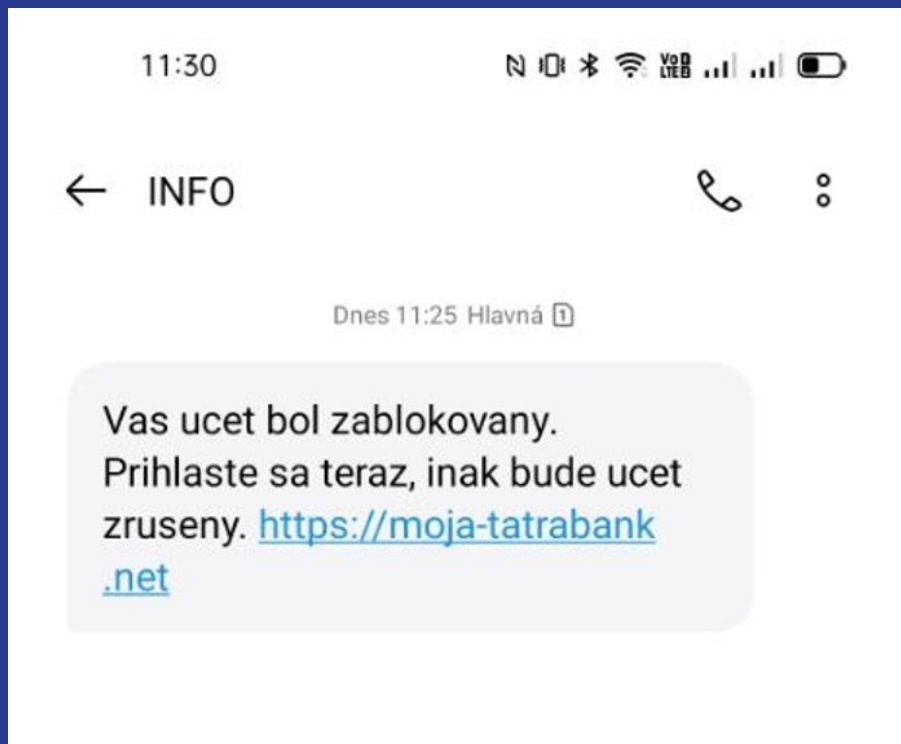 11:30
INFO
Dnes 11:25 Hlavná 1
Vas ucet bol zablokovany.
Prihlaste sa teraz, inak bude ucet
zruseny. https://moja-tatrabank
.net